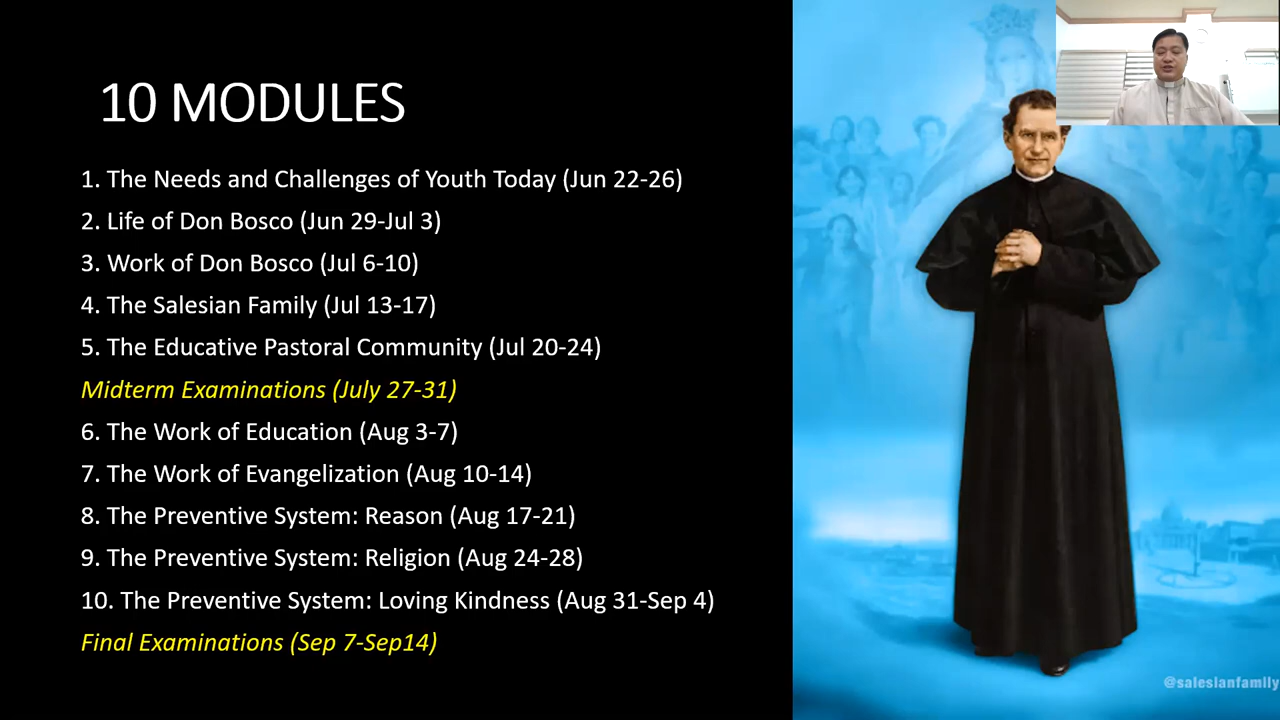 10 MODULES
1. The Needs and Challenges of Youth Today (Jun 22-26)
2. Life of Don Bosco (Jun 29-Jul 3)
3. Work of Don Bosco (Jul 6-10)
4. The Salesian Family (Jul 13-17)
5. The Educative Pastoral Community (Jul 20-24)
Midterm Examinations (July 27-31)
6. The Work of Education (Aug 3-7)
7. The Work of Evangelization (Aug 10-14)
8. The Preventive System: Reason (Aug 17-21)
9. The Preventive System: Religion (Aug 24-28)
10. The Preventive System: Loving Kindness (Aug 31-Sep 4)
Final Examinations (Sep 7-Sep14)
@salesianfamily